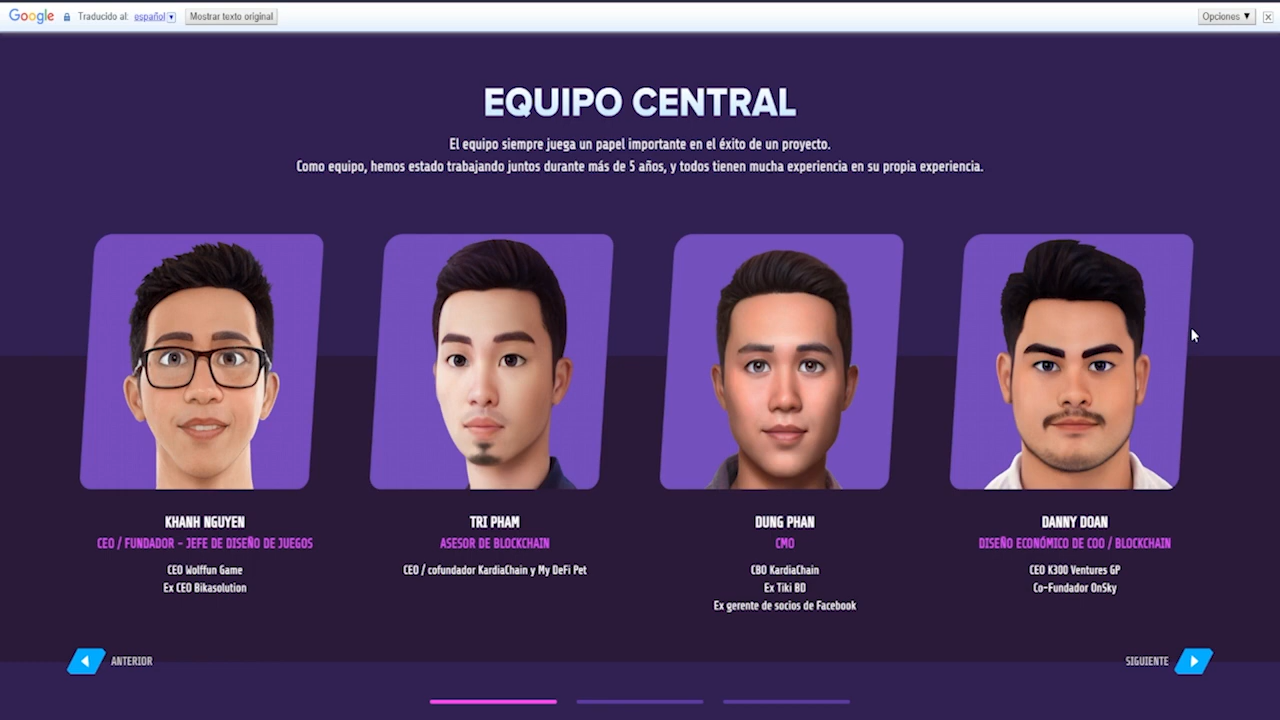 Google Traducido al: español Mostrar texto original Opciones ▼
EQUIPO CENTRAL
El equipo siempre juega un papel importante en el éxito de un proyecto.
Como equipo, hemos estado trabajando juntos durante más de 5 años, y todos tienen mucha experiencia en su propia experiencia.
KHANH NGUYEN
CEO / FUNDADOR - JEFE DE DISEÑO DE JUEGOS
CEO Wolffun Game
Ex CEO Bikasolution
TRI PHAM
ASESOR DE BLOCKCHAIN
CEO / cofundador KardiaChain y My DeFi Pet
DUNG PHAN
CMO
CBO KardiaChain
Ex Tiki BD
Ex gerente de socios de Facebook
DANNY DOAN
DISEÑO ECONÓMICO DE COO / BLOCKCHAIN
CEO K300 Ventures GP
Co-Fundador OnSky
ANTERIOR
SIGUIENTE